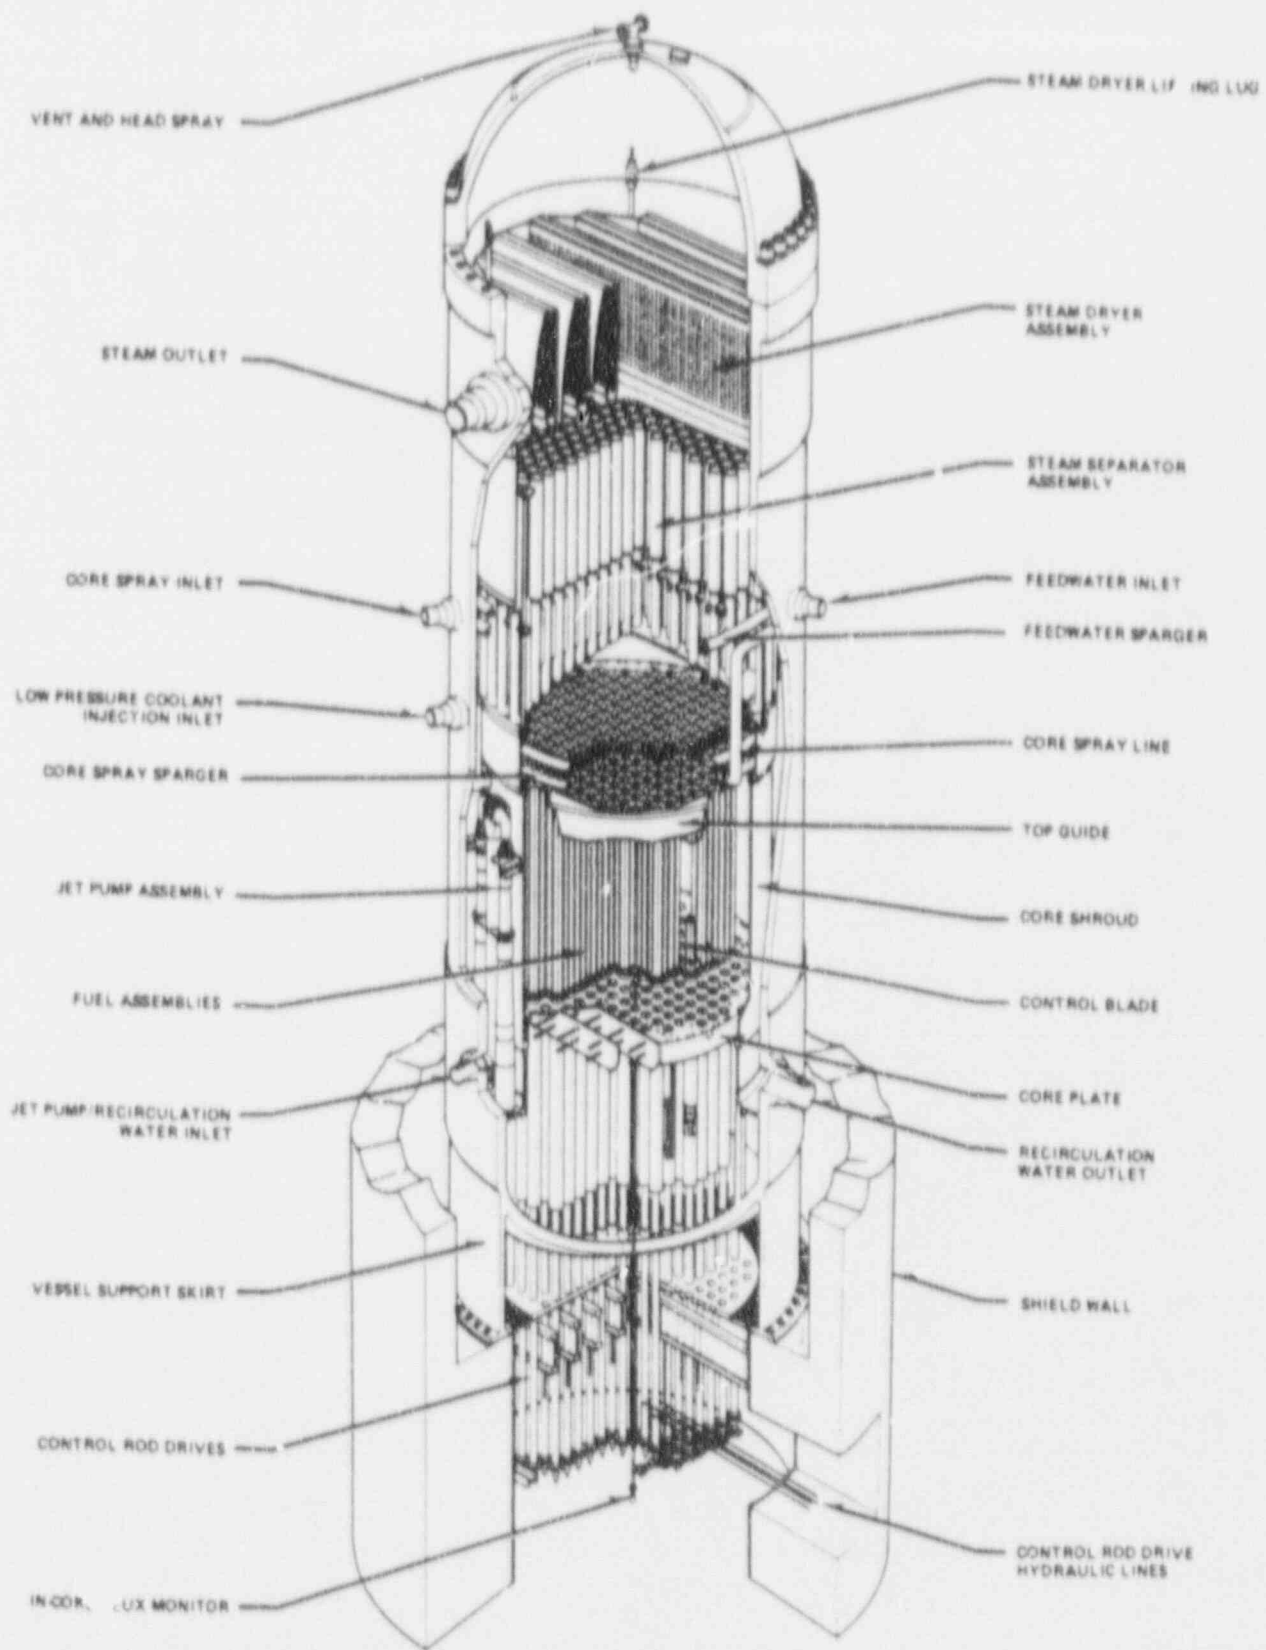 VENT AND HEAD SPRAY
STEAM OUTLET
CORE SPRAY INLET
LOW PRESSURE COOLANT
INJECTION INLET
CORE SPRAY SPARGER
JET PUMP ASSEMBLY
FUEL ASSEMBLIES
JET PUMP/RECIRCULATION
WATER INLET
VESSEL SUPPORT SKIRT
CONTROL ROD DRIVES
MONITOR
STEAM DRYER LUG
STEAM DRYER
ASSEMBLY
STEAM SEPARATOR
ASSEMBLY
FEEDWATER INLET
FEEDWATER SPARGER
CORE SPRAY LINE
TOP GUIDE
CORE SHROUD
CONTROL BLADE
CORE PLATE
RECIRCULATION
WATER OUTLET
SHIELD WALL
CONTROL ROD DRIVE
HYDRAULIC LINES